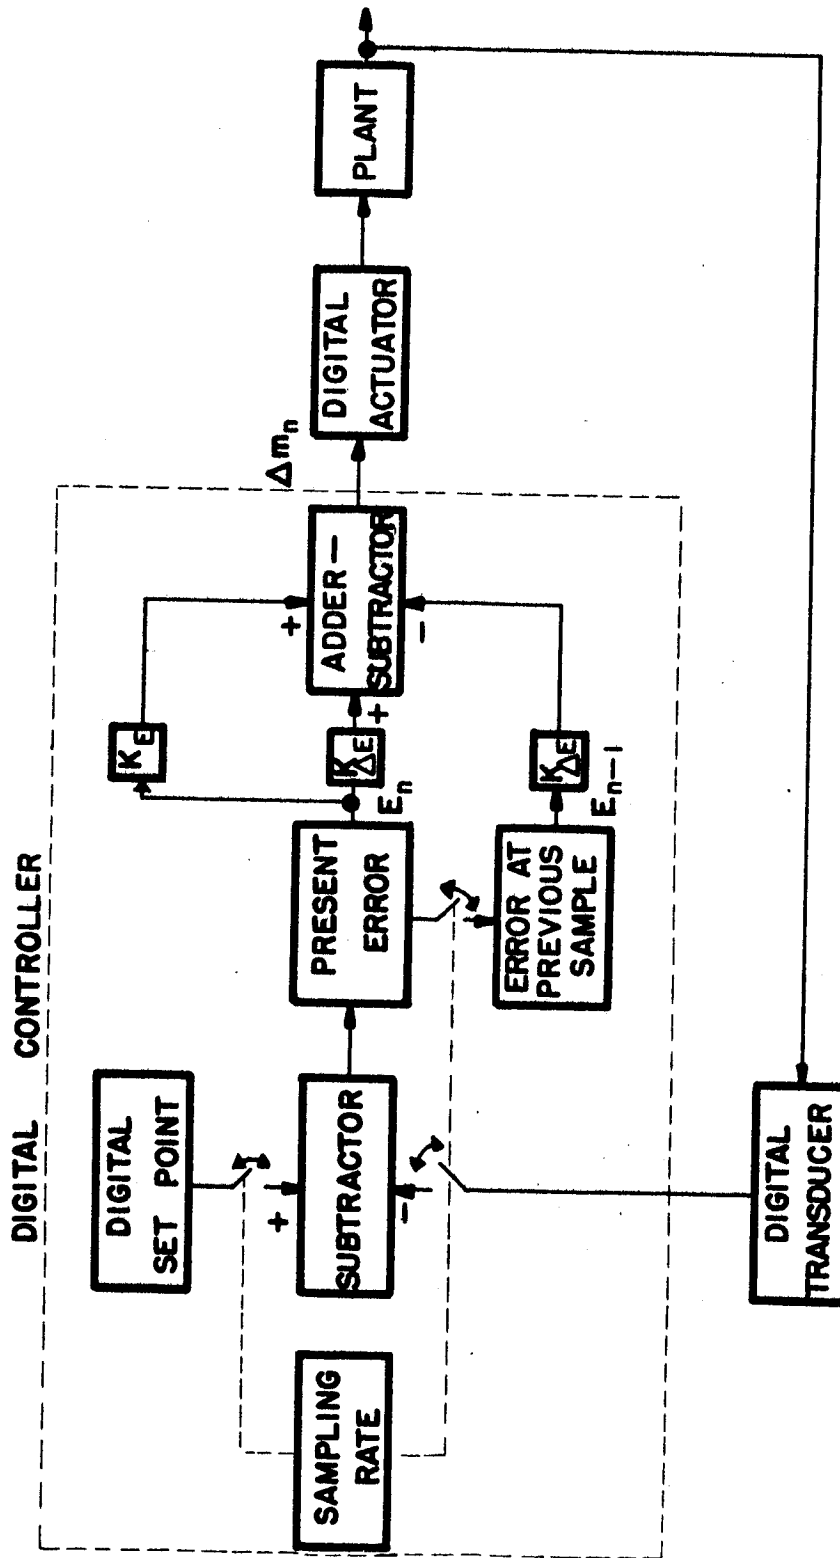 DIGITAL CONTROLLER
DIGITAL
SET POINT
SAMPLING
RATE
+
SUBTRACTOR
-
PRESENT
ERROR
E_n
K_E
K_ΔE
+
+
ADDER-
SUBTRACTOR
-
Δm_n
DIGITAL
ACTUATOR
PLANT
ERROR AT
PREVIOUS
SAMPLE
E_n-1
K_ΔE
DIGITAL
TRANSDUCER